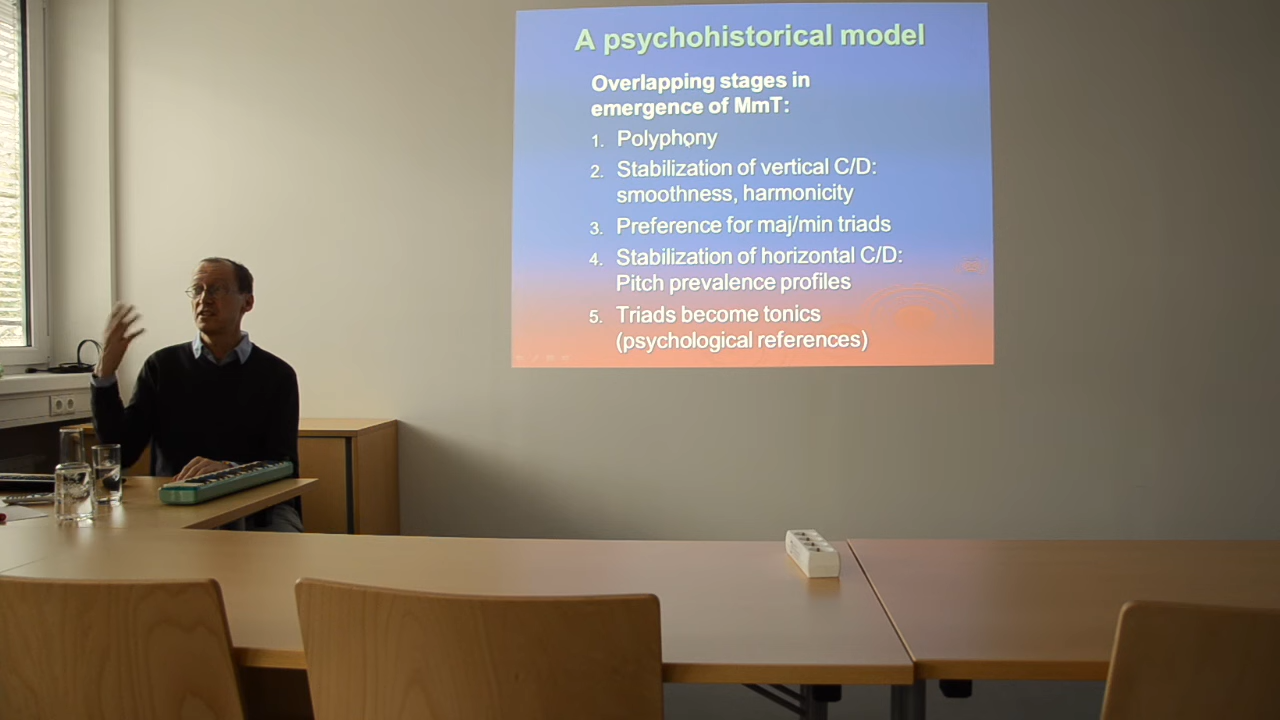 A psychohistorical model
Overlapping stages in
emergence of MmT:
1. Polyphony
2. Stabilization of vertical C/D:
smoothness, harmonicity
3. Preference for maj/min triads
4. Stabilization of horizontal C/D:
Pitch prevalence profiles
5. Triads become tonics
(psychological references)